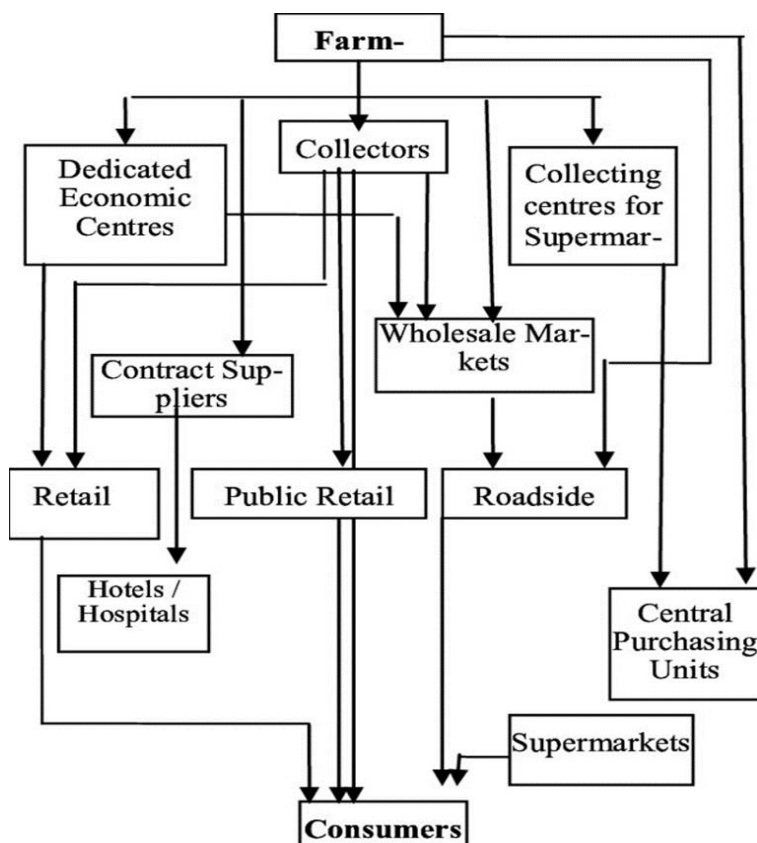 Farm-
Collectors
Dedicated
Economic
Centres
Collecting
centres for
Supermar-
Wholesale Mar-
kets
Contract Sup-
pliers
Retail
Public Retail
Roadside
Hotels /
Hospitals
Central
Purchasing
Units
Supermarkets
Consumers